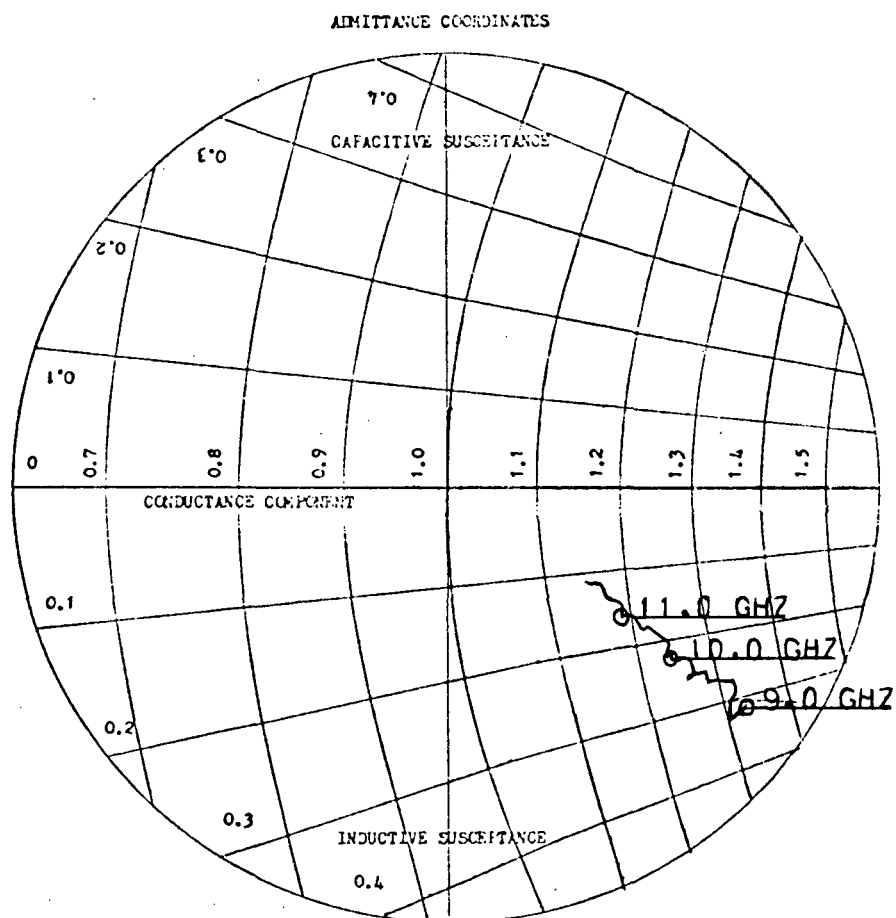 ADMITTANCE COORDINATES
0.4
CAPACITIVE SUSCEPTANCE
0.3
0.2
0.1
0 0.7 0.8 0.9 1.0 1.1 1.2 1.3 1.4 1.5
CONDUCTANCE COMPONENT
0.1
11.0 GHZ
10.0 GHZ
9.0 GHZ
0.2
0.3
INDUCTIVE SUSCEPTANCE
0.4